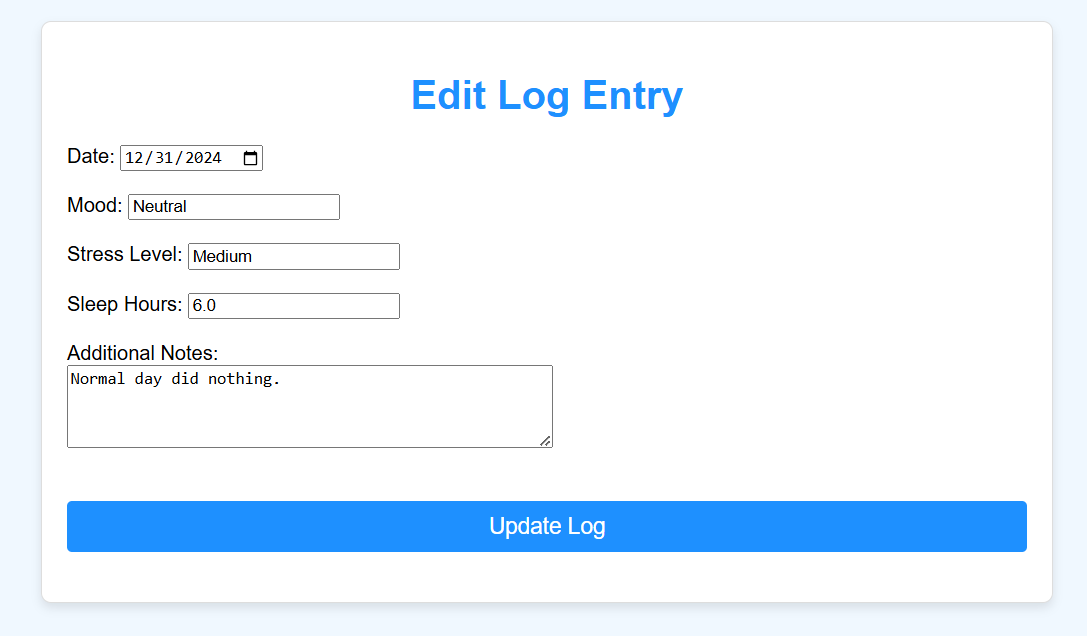 Edit Log Entry
Date: 12/31/2024
Mood: Neutral
Stress Level: Medium
Sleep Hours: 6.0
Additional Notes:
Normal day did nothing.
Update Log